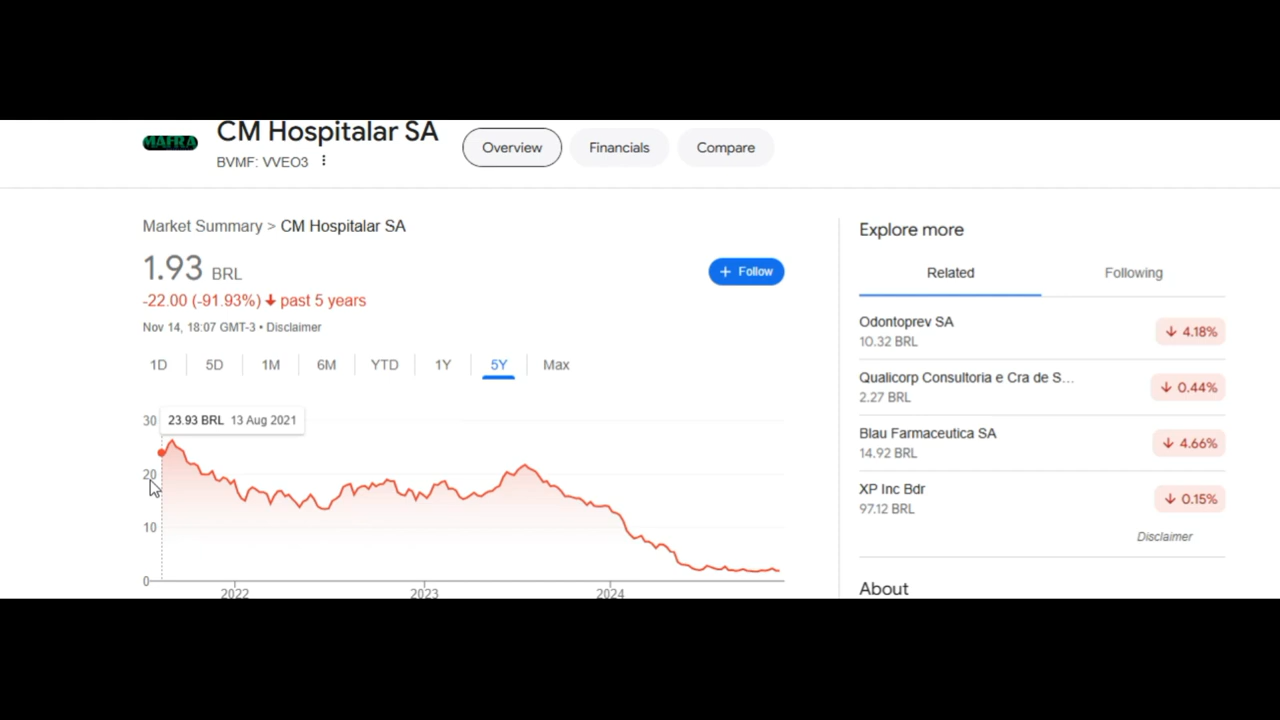 MAFRA
CM Hospitalar SA
BVMF: VVEO3
Overview
Financials
Compare
Market Summary > CM Hospitalar SA
1.93 BRL
-22.00 (-91.93%) ↓ past 5 years
Nov 14, 18:07 GMT-3 • Disclaimer
+ Follow
1D 5D 1M 6M YTD 1Y 5Y Max
23.93 BRL 13 Aug 2021
30
20
10
0
2022 2023 2024
Explore more
Related Following
Odontoprev SA
10.32 BRL
↓ 4.18%
Qualicorp Consultoria e Cra de S...
2.27 BRL
↓ 0.44%
Blau Farmaceutica SA
14.92 BRL
↓ 4.66%
XP Inc Bdr
97.12 BRL
↓ 0.15%
Disclaimer
About